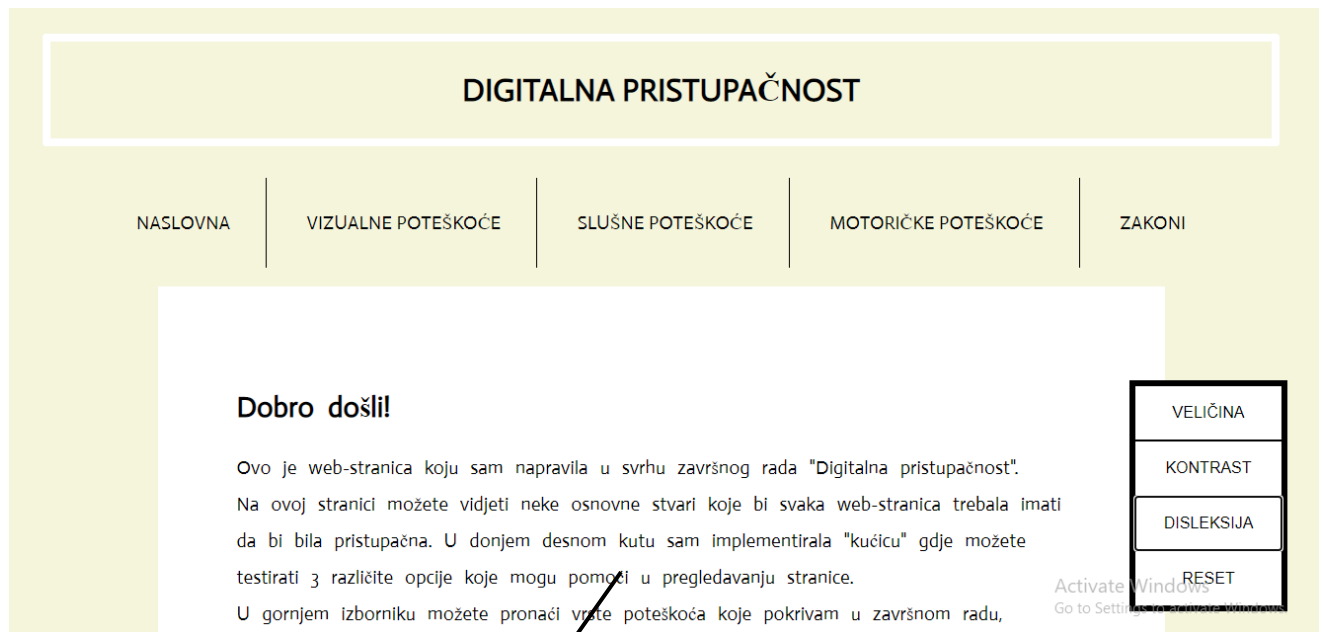 DIGITALNA PRISTUPAČNOST
NASLOVNA VIZUALNE POTEŠKOĆE SLUŠNE POTEŠKOĆE MOTORIČKE POTEŠKOĆE ZAKONI
Dobro došli!
Ovo je web-stranica koju sam napravila u svrhu završnog rada "Digitalna pristupačnost".
Na ovoj stranici možete vidjeti neke osnovne stvari koje bi svaka web-stranica trebala imati
da bi bila pristupačna. U donjem desnom kutu sam implementirala "kućicu" gdje možete
testirati 3 različite opcije koje mogu pomoći u pregledavanju stranice.
U gornjem izborniku možete pronaći vrste poteškoća koje pokrivam u završnom radu,
VELIČINA
KONTRAST
DISLEKSIJA
RESET
Activate Windows
Go to Settings to activate Windows.